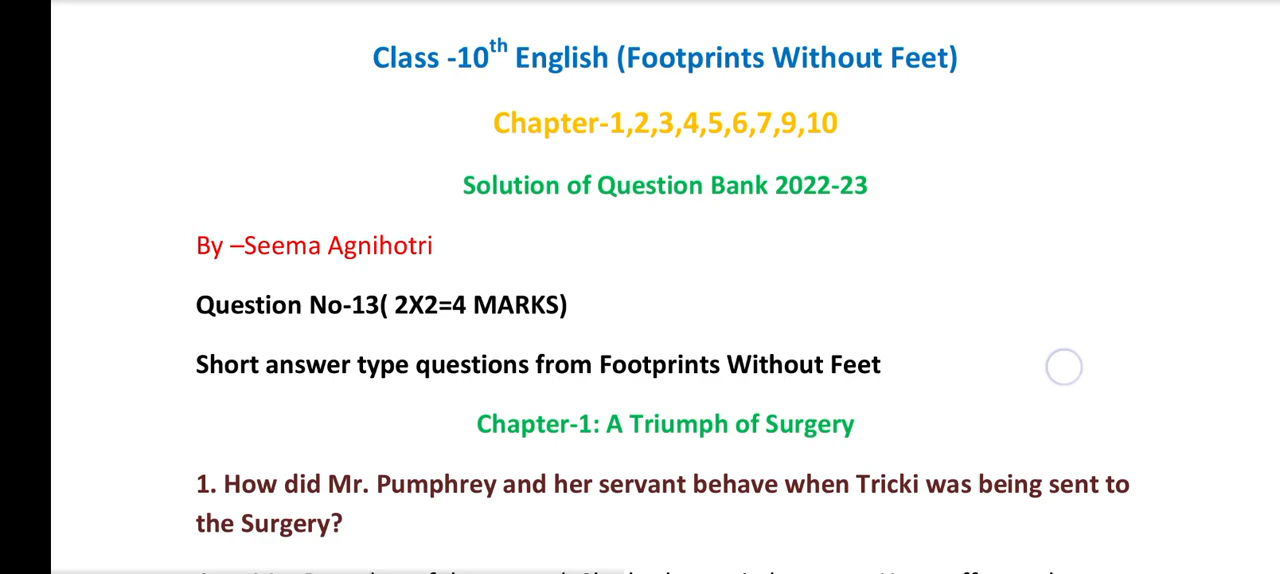 Class -10th English (Footprints Without Feet)
Chapter-1,2,3,4,5,6,7,9,10
Solution of Question Bank 2022-23
By –Seema Agnihotri
Question No-13( 2X2=4 MARKS)
Short answer type questions from Footprints Without Feet
Chapter-1: A Triumph of Surgery
1. How did Mr. Pumphrey and her servant behave when Tricki was being sent to
the Surgery?